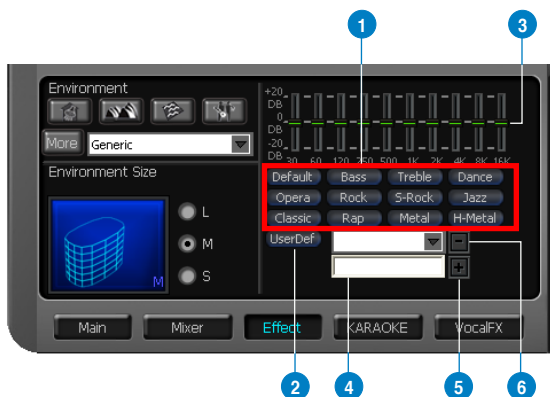 1
3
Environment
More
Generic
+20
DB
0
DB
-20
DB
30 60 120 250 500 1K 2K 4K 8K 16K
Environment Size
M
L
M
S
Default Bass Treble Dance
Opera Rock S-Rock Jazz
Classic Rap Metal H-Metal
UserDef
Main Mixer Effect KARAOKE VocalFX
2
4
5
6